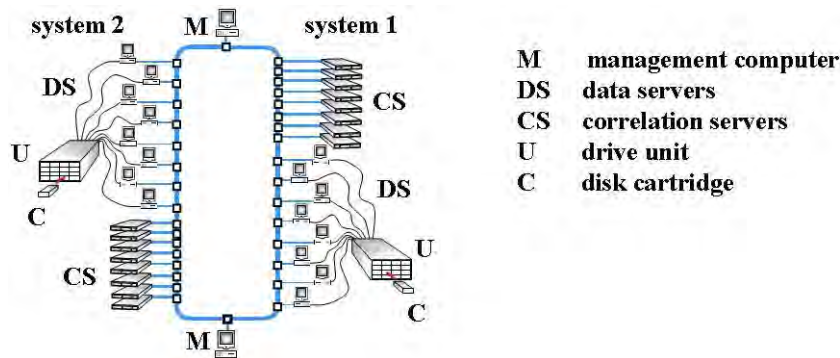 system 2
M
system 1
DS
CS
U
C
DS
CS
U
M
C
M management computer
DS data servers
CS correlation servers
U drive unit
C disk cartridge